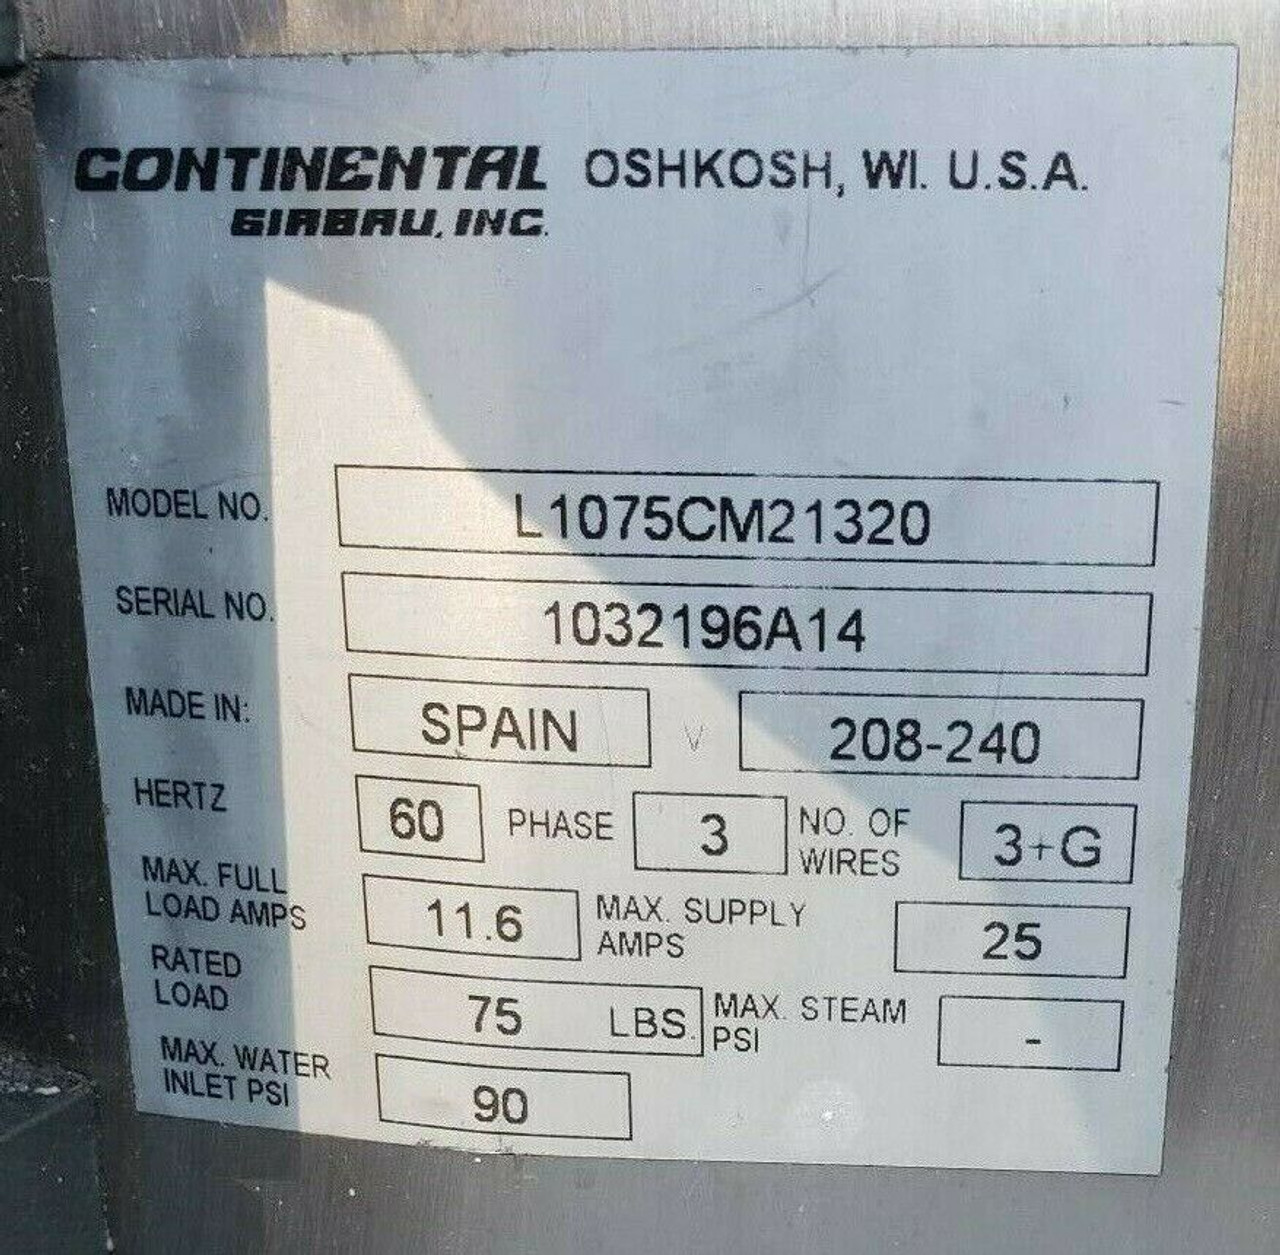 CONTINENTAL OSHKOSH, WI. U.S.A.
GIRBAU, INC.
MODEL NO. L1075CM21320
SERIAL NO. 1032196A14
MADE IN: SPAIN V 208-240
HERTZ 60 PHASE 3 NO. OF WIRES 3+G
MAX. FULL LOAD AMPS 11.6 MAX. SUPPLY AMPS 25
RATED LOAD 75 LBS. MAX. STEAM PSI -
MAX. WATER INLET PSI 90